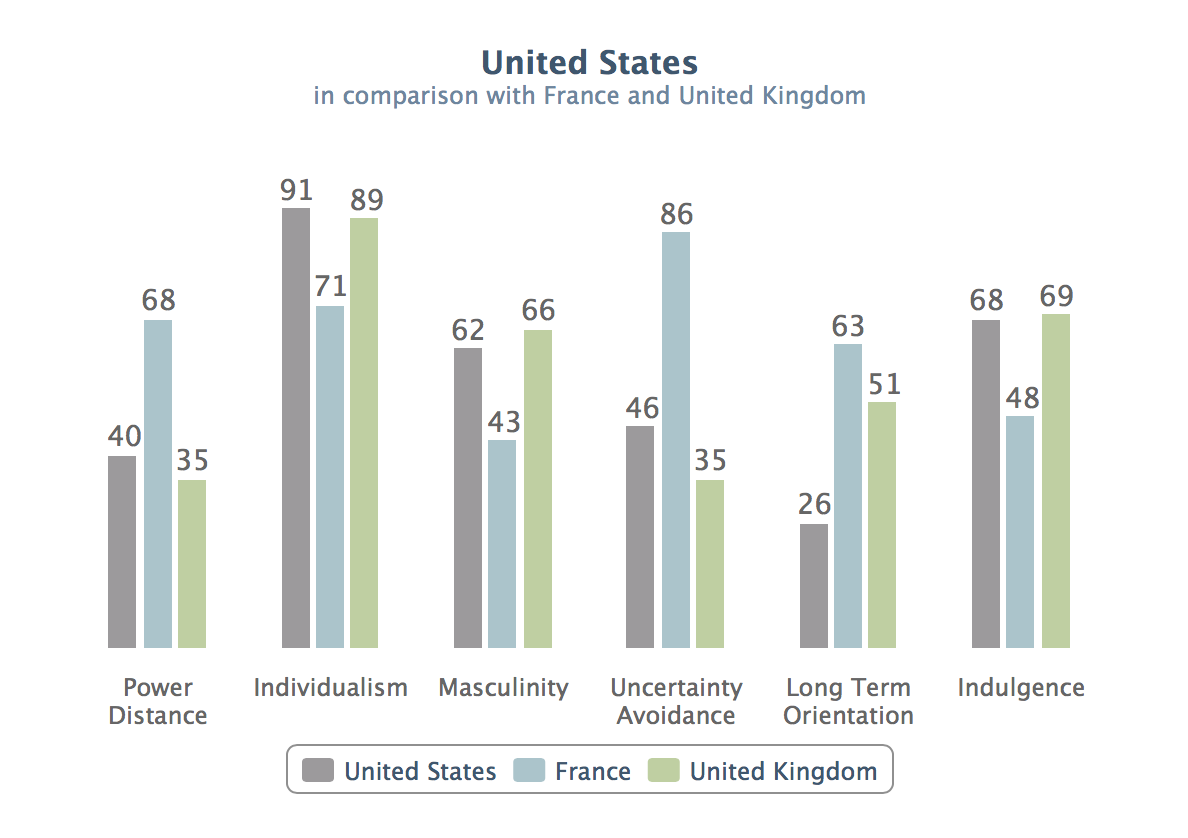 United States
in comparison with France and United Kingdom
40 68 35
91 71 89
62 43 66
46 86 35
26 63 51
68 48 69
Power
Distance
Individualism
Masculinity
Uncertainty
Avoidance
Long Term
Orientation
Indulgence
United States France United Kingdom